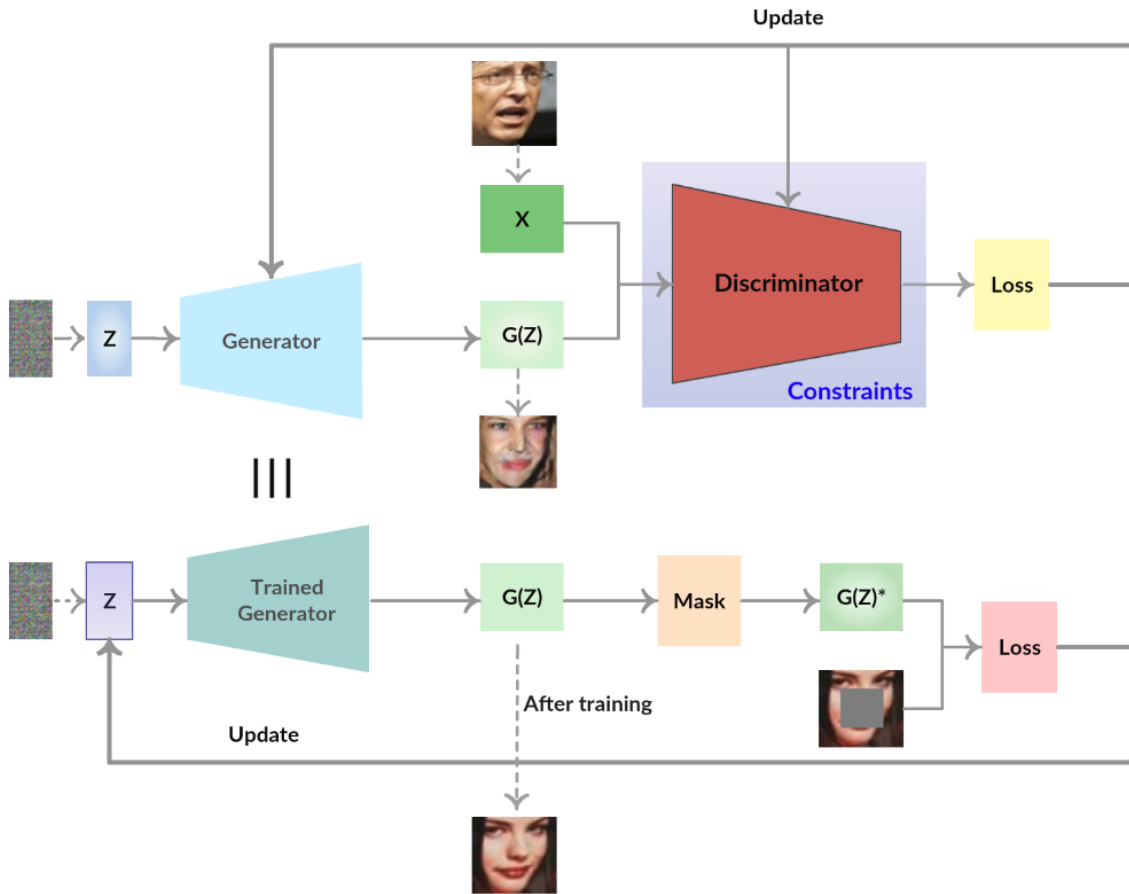 Update
X
Discriminator
Loss
Z
Generator
G(Z)
Constraints
|||
Z
Trained
Generator
G(Z)
Mask
G(Z)*
Loss
After training
Update